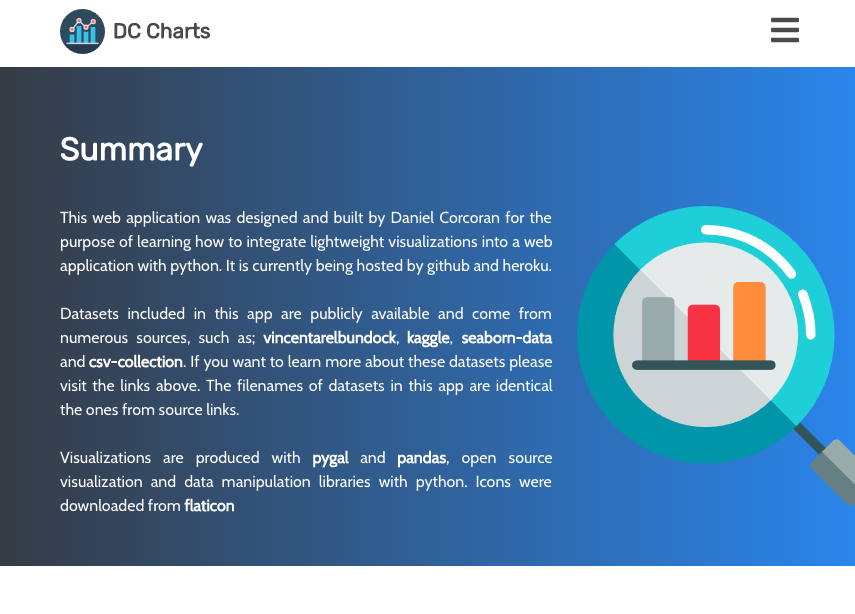 DC Charts
Summary
This web application was designed and built by Daniel Corcoran for the
purpose of learning how to integrate lightweight visualizations into a web
application with python. It is currently being hosted by github and heroku.
Datasets included in this app are publicly available and come from
numerous sources, such as; vincentarelbundock, kaggle, seaborn-data
and csv-collection. If you want to learn more about these datasets please
visit the links above. The filenames of datasets in this app are identical
the ones from source links.
Visualizations are produced with pygal and pandas, open source
visualization and data manipulation libraries with python. Icons were
downloaded from flaticon